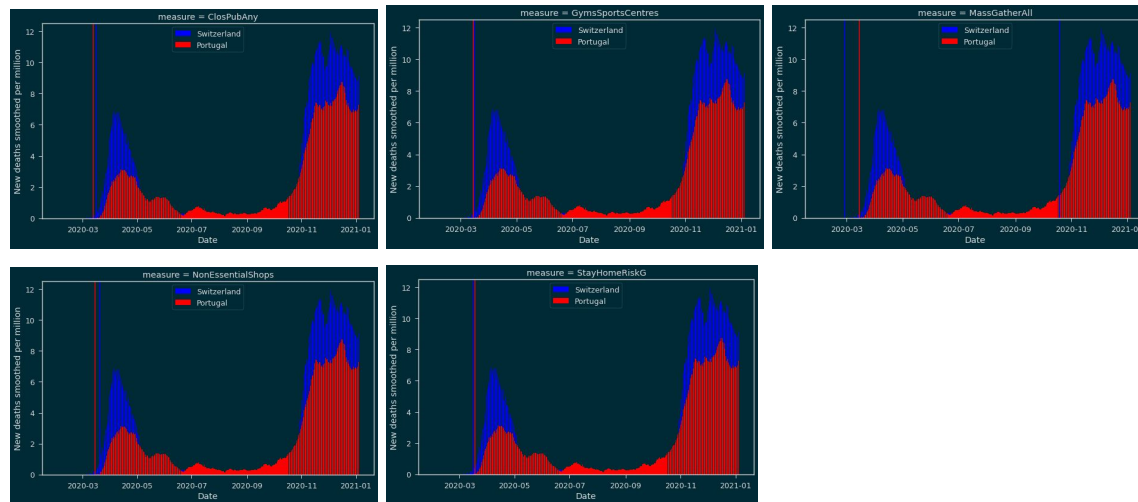 measure = ClosPubAny
Switzerland
Portugal
New deaths smoothed per million
12
10
8
6
4
2
0
2020-03 2020-05 2020-07 2020-09 2020-11 2021-01
Date
measure = GymsSportsCentres
Switzerland
Portugal
New deaths smoothed per million
12
10
8
6
4
2
0
2020-03 2020-05 2020-07 2020-09 2020-11 2021-01
Date
measure = MassGatherAll
Switzerland
Portugal
New deaths smoothed per million
12
10
8
6
4
2
0
2020-03 2020-05 2020-07 2020-09 2020-11 2021-0
Date
measure = NonEssentialShops
Switzerland
Portugal
New deaths smoothed per million
12
10
8
6
4
2
0
2020-03 2020-05 2020-07 2020-09 2020-11 2021-01
Date
measure = StayHomeRiskG
Switzerland
Portugal
New deaths smoothed per million
12
10
8
6
4
2
0
2020-03 2020-05 2020-07 2020-09 2020-11 2021-01
Date